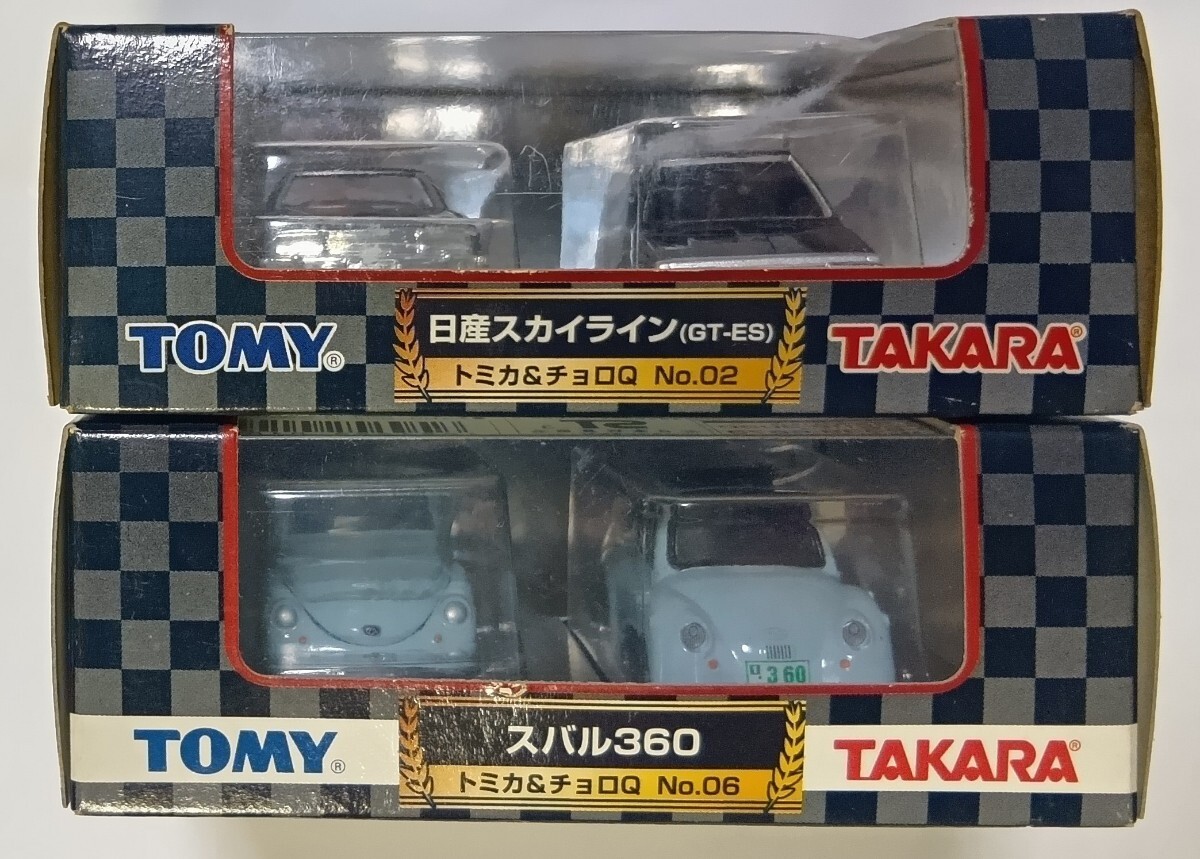 TOMY®
日産スカイライン(GT-ES)
トミカ&チョロQ No.02
TAKARA®
360
TOMY®
スバル360
トミカ&チョロQ No.06
TAKARA®